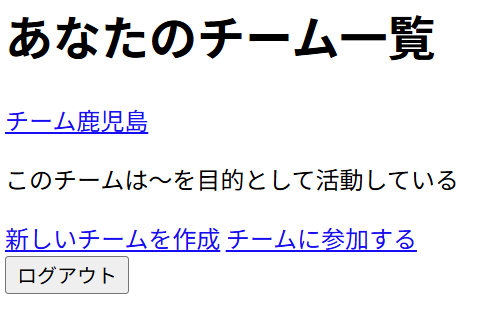 あなたのチーム一覧
チーム鹿児島
このチームは～を目的として活動している
新しいチームを作成 チームに参加する
ログアウト